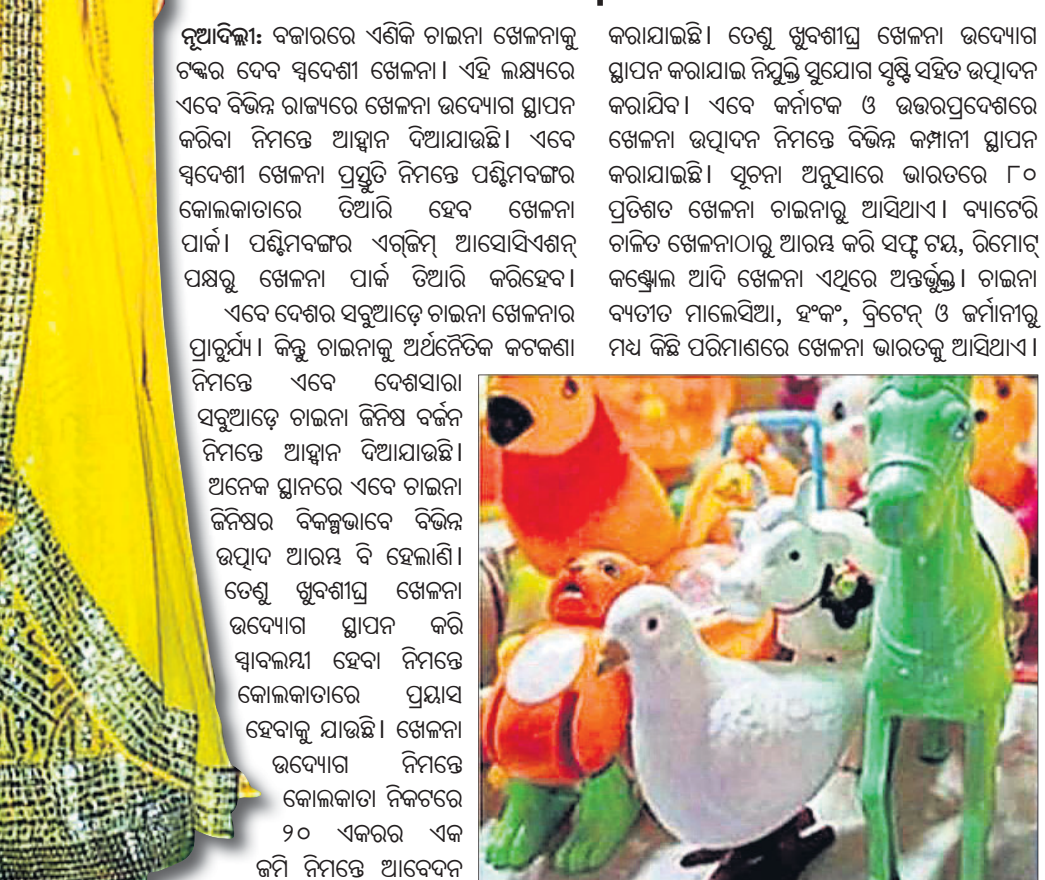 ନୂଆଦିଲ୍ଲୀ: ବଜାରରେ ଏଣିକି ଚାଇନା ଖେଳନାକୁ
ଟକ୍କର ଦେବ ସ୍ୱଦେଶୀ ଖେଳନା। ଏହି ଲକ୍ଷ୍ୟରେ
ଏବେ ବିଭିନ୍ନ ରାଜ୍ୟରେ ଖେଳନା ଉଦ୍ୟୋଗ ସ୍ଥାପନ
କରିବା ନିମନ୍ତେ ଆହ୍ୱାନ ଦିଆଯାଉଛି। ଏବେ
ସ୍ୱଦେଶୀ ଖେଳନା ପ୍ରସ୍ତୁତି ନିମନ୍ତେ ପଶ୍ଚିମବଙ୍ଗର
କୋଲକାତାରେ ତିଆରି ହେବ ଖେଳନା
ପାର୍କ। ପଶ୍ଚିମବଙ୍ଗର ଏଗ୍‌ଜିମ୍ ଆସୋସିଏଶନ୍
ପକ୍ଷରୁ ଖେଳନା ପାର୍କ ତିଆରି କରିହେବ।
ଏବେ ଦେଶର ସବୁଆଡ଼େ ଚାଇନା ଖେଳନାର
ପ୍ରାଚୁର୍ଯ୍ୟ। କିନ୍ତୁ ଚାଇନାକୁ ଅର୍ଥନୈତିକ କଟକଣା
ନିମନ୍ତେ ଏବେ ଦେଶସାରା
ସବୁଆଡ଼େ ଚାଇନା ଜିନିଷ ବର୍ଜନ
ନିମନ୍ତେ ଆହ୍ୱାନ ଦିଆଯାଉଛି।
ଅନେକ ସ୍ଥାନରେ ଏବେ ଚାଇନା
ଜିନିଷର ବିକଳ୍ପଭାବେ ବିଭିନ୍ନ
ଉତ୍ପାଦ ଆରମ୍ଭ ବି ହେଲାଣି।
ତେଣୁ ଖୁବଶୀଘ୍ର ଖେଳନା
ଉଦ୍ୟୋଗ ସ୍ଥାପନ କରି
ସ୍ୱାବଲମ୍ବୀ ହେବା ନିମନ୍ତେ
କୋଲକାତାରେ ପ୍ରୟାସ
ହେବାକୁ ଯାଉଛି। ଖେଳନା
ଉଦ୍ୟୋଗ ନିମନ୍ତେ
କୋଲକାତା ନିକଟରେ
୨୦ ଏକରର ଏକ
ଜମି ନିମନ୍ତେ ଆବେଦନ
କରାଯାଇଛି। ତେଣୁ ଖୁବଶୀଘ୍ର ଖେଳନା ଉଦ୍ୟୋଗ
ସ୍ଥାପନ କରାଯାଇ ନିଯୁକ୍ତି ସୁଯୋଗ ସୃଷ୍ଟି ସହିତ ଉତ୍ପାଦନ
କରାଯିବ। ଏବେ କର୍ନାଟକ ଓ ଉତ୍ତରପ୍ରଦେଶରେ
ଖେଳନା ଉତ୍ପାଦନ ନିମନ୍ତେ ବିଭିନ୍ନ କମ୍ପାନୀ ସ୍ଥାପନ
କରାଯାଇଛି। ସୂଚନା ଅନୁସାରେ ଭାରତରେ ୮୦
ପ୍ରତିଶତ ଖେଳନା ଚାଇନାରୁ ଆସିଥାଏ। ବ୍ୟାଟେରି
ଚାଳିତ ଖେଳନାଠାରୁ ଆରମ୍ଭ କରି ସଫ୍ଟ ଟୟ, ରିମୋଟ୍
କଣ୍ଟ୍ରୋଲ ଆଦି ଖେଳନା ଏଥିରେ ଅନ୍ତର୍ଭୁକ୍ତ। ଚାଇନା
ବ୍ୟତୀତ ମାଲେସିଆ, ହଂକଂ, ବ୍ରିଟେନ୍ ଓ ଜର୍ମାନୀରୁ
ମଧ୍ୟ କିଛି ପରିମାଣରେ ଖେଳନା ଭାରତକୁ ଆସିଥାଏ।